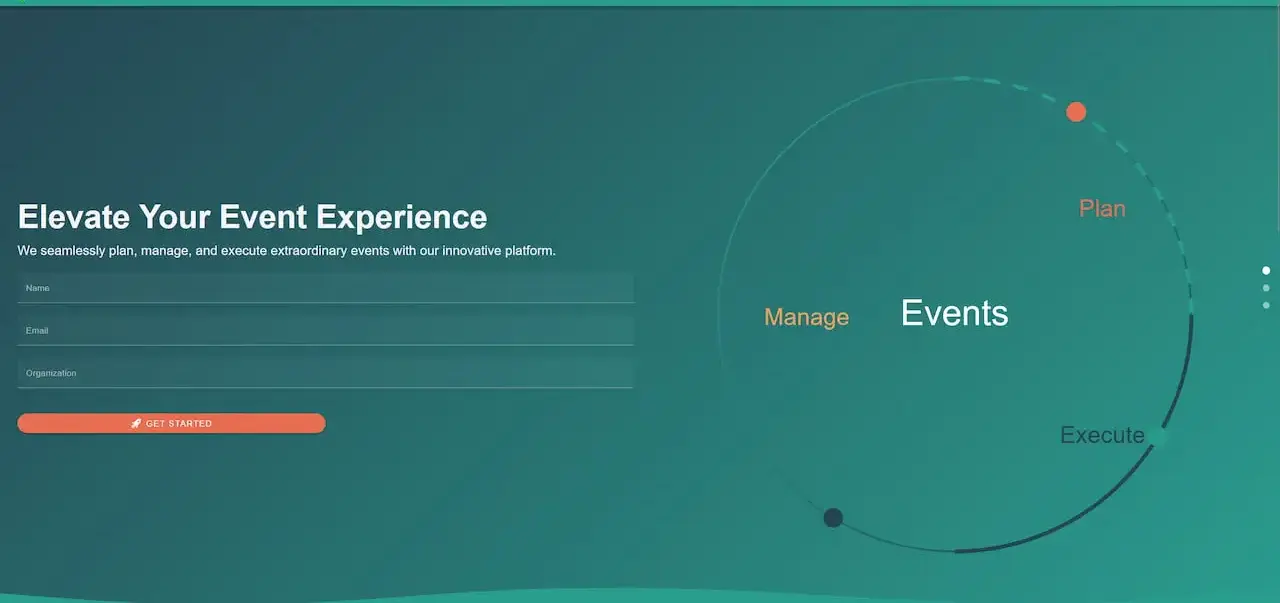 Elevate Your Event Experience
We seamlessly plan, manage, and execute extraordinary events with our innovative platform.
Name
Email
Organization
GET STARTED
Plan
Manage
Events
Execute